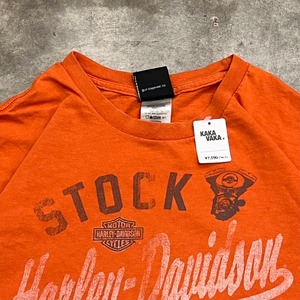 KAKA
VAKA.
STOCK
MOTOR
HARLEY-DAVIDSON
CYCLES
Harley-Davidson